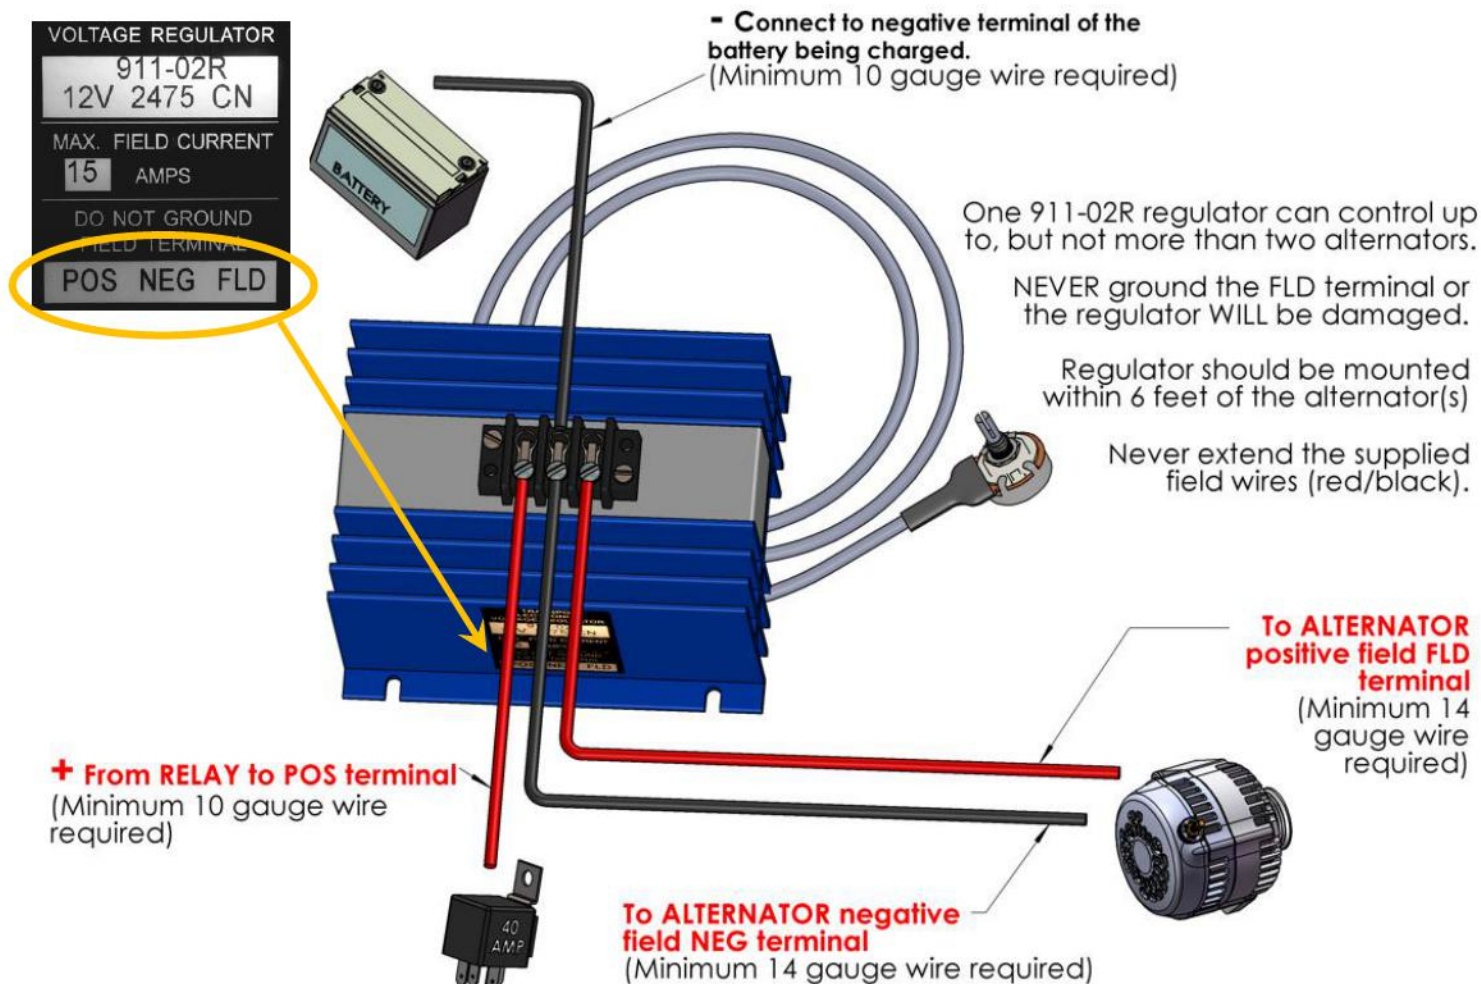 VOLTAGE REGULATOR
911-02R
12V 2475 CN
MAX. FIELD CURRENT
15 AMPS
DO NOT GROUND
FIELD TERMINAL
POS NEG FLD
- Connect to negative terminal of the
battery being charged.
(Minimum 10 gauge wire required)
BATTERY
One 911-02R regulator can control up
to, but not more than two alternators.
NEVER ground the FLD terminal or
the regulator WILL be damaged.
Regulator should be mounted
within 6 feet of the alternator(s)
Never extend the supplied
field wires (red/black).
To ALTERNATOR
positive field FLD
terminal
(Minimum 14
gauge wire
required)
+ From RELAY to POS terminal
(Minimum 10 gauge wire
required)
40
AMP
To ALTERNATOR negative
field NEG terminal
(Minimum 14 gauge wire required)